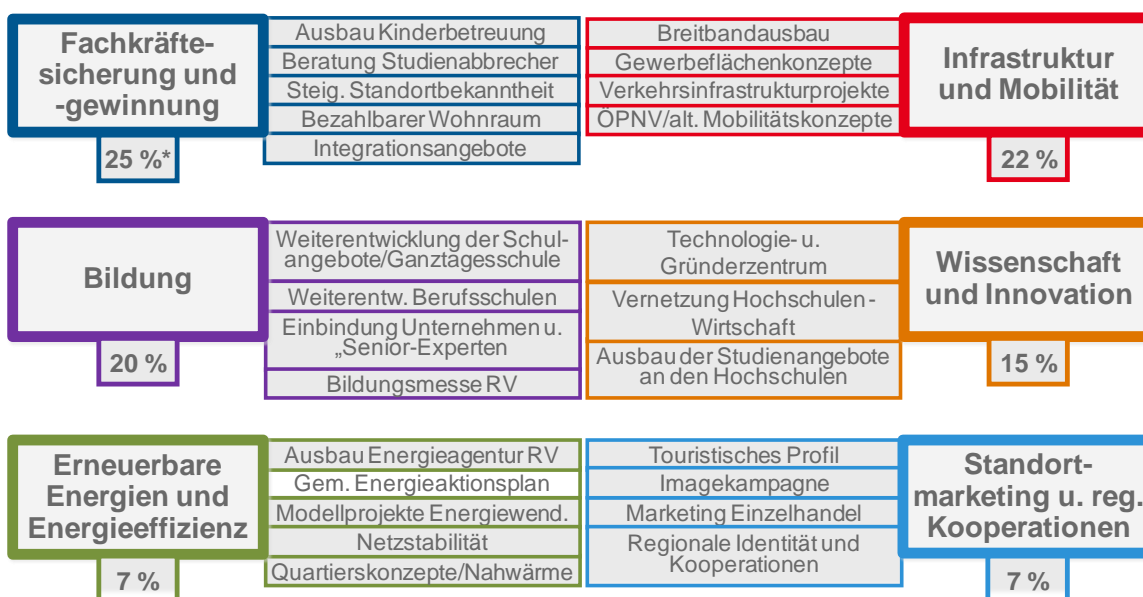 Fachkräfte-
sicherung und
-gewinnung
25 %*
Ausbau Kinderbetreuung
Beratung Studienabbrecher
Steig. Standortbekanntheit
Bezahlbarer Wohnraum
Integrationsangebote
Breitbandausbau
Gewerbeflächenkonzepte
Verkehrsinfrastrukturprojekte
ÖPNV/alt. Mobilitätskonzepte
Infrastruktur
und Mobilität
22 %
Bildung
20 %
Weiterentwicklung der Schul-
angebote/Ganztagesschule
Weiterentw. Berufsschulen
Einbindung Unternehmen u.
„Senior-Experten
Bildungsmesse RV
Technologie- u.
Gründerzentrum
Vernetzung Hochschulen -
Wirtschaft
Ausbau der Studienangebote
an den Hochschulen
Wissenschaft
und Innovation
15 %
Erneuerbare
Energien und
Energieeffizienz
7 %
Ausbau Energieagentur RV
Gem. Energieaktionsplan
Modellprojekte Energiewend.
Netzstabilität
Quartierskonzepte/Nahwärme
Touristisches Profil
Imagekampagne
Marketing Einzelhandel
Regionale Identität und
Kooperationen
Standort-
marketing u. reg.
Kooperationen
7 %